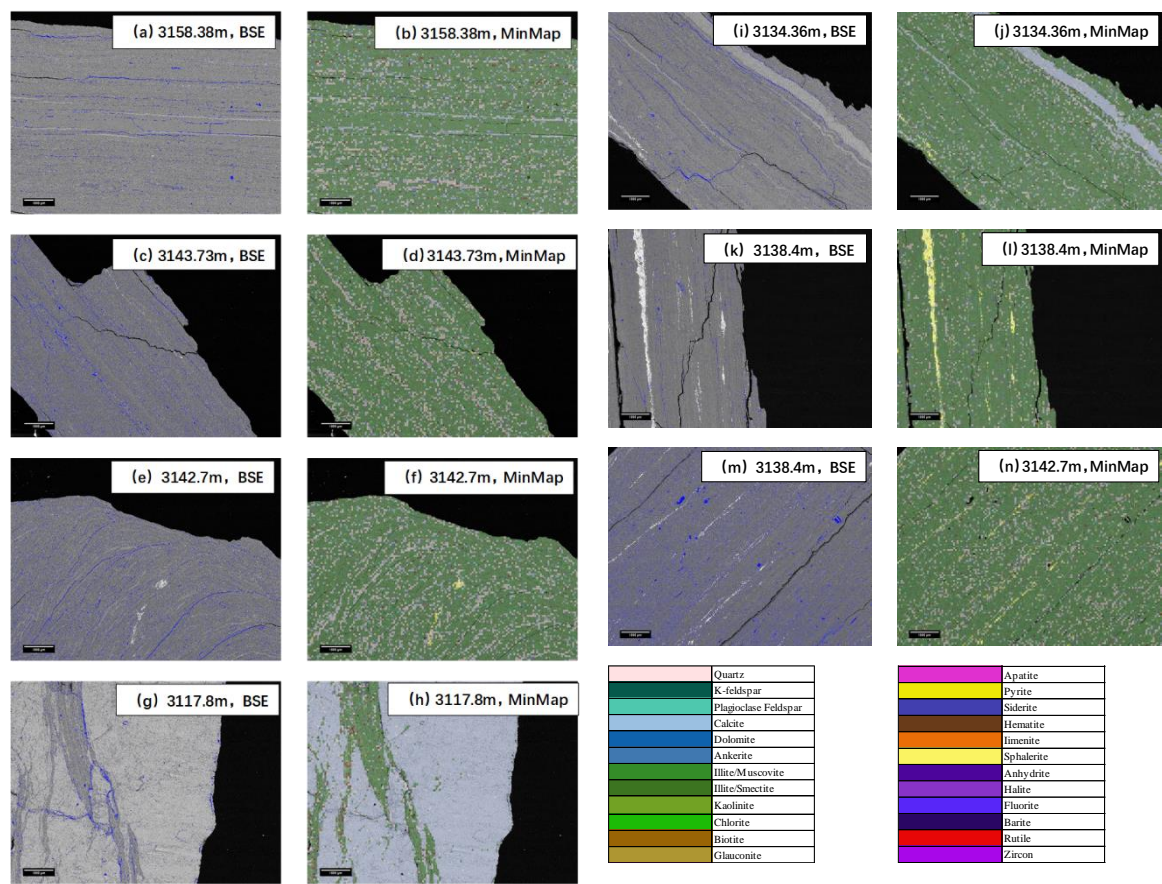 (a) 3158.38m, BSE
(b) 3158.38m, MinMap
(c) 3143.73m, BSE
(d) 3143.73m, MinMap
(e) 3142.7m, BSE
(f) 3142.7m, MinMap
(g) 3117.8m, BSE
(h) 3117.8m, MinMap
(i) 3134.36m, BSE
(j) 3134.36m, MinMap
(k) 3138.4m, BSE
(l) 3138.4m, MinMap
(m) 3138.4m, BSE
(n) 3142.7m, MinMap
Quartz
K-feldspar
Plagioclase Feldspar
Calcite
Dolomite
Ankerite
Illite/Muscovite
Illite/Smectite
Kaolinite
Chlorite
Biotite
Glauconite
Apatite
Pyrite
Siderite
Hematite
Iimenite
Sphalerite
Anhydrite
Halite
Fluorite
Barite
Rutile
Zircon